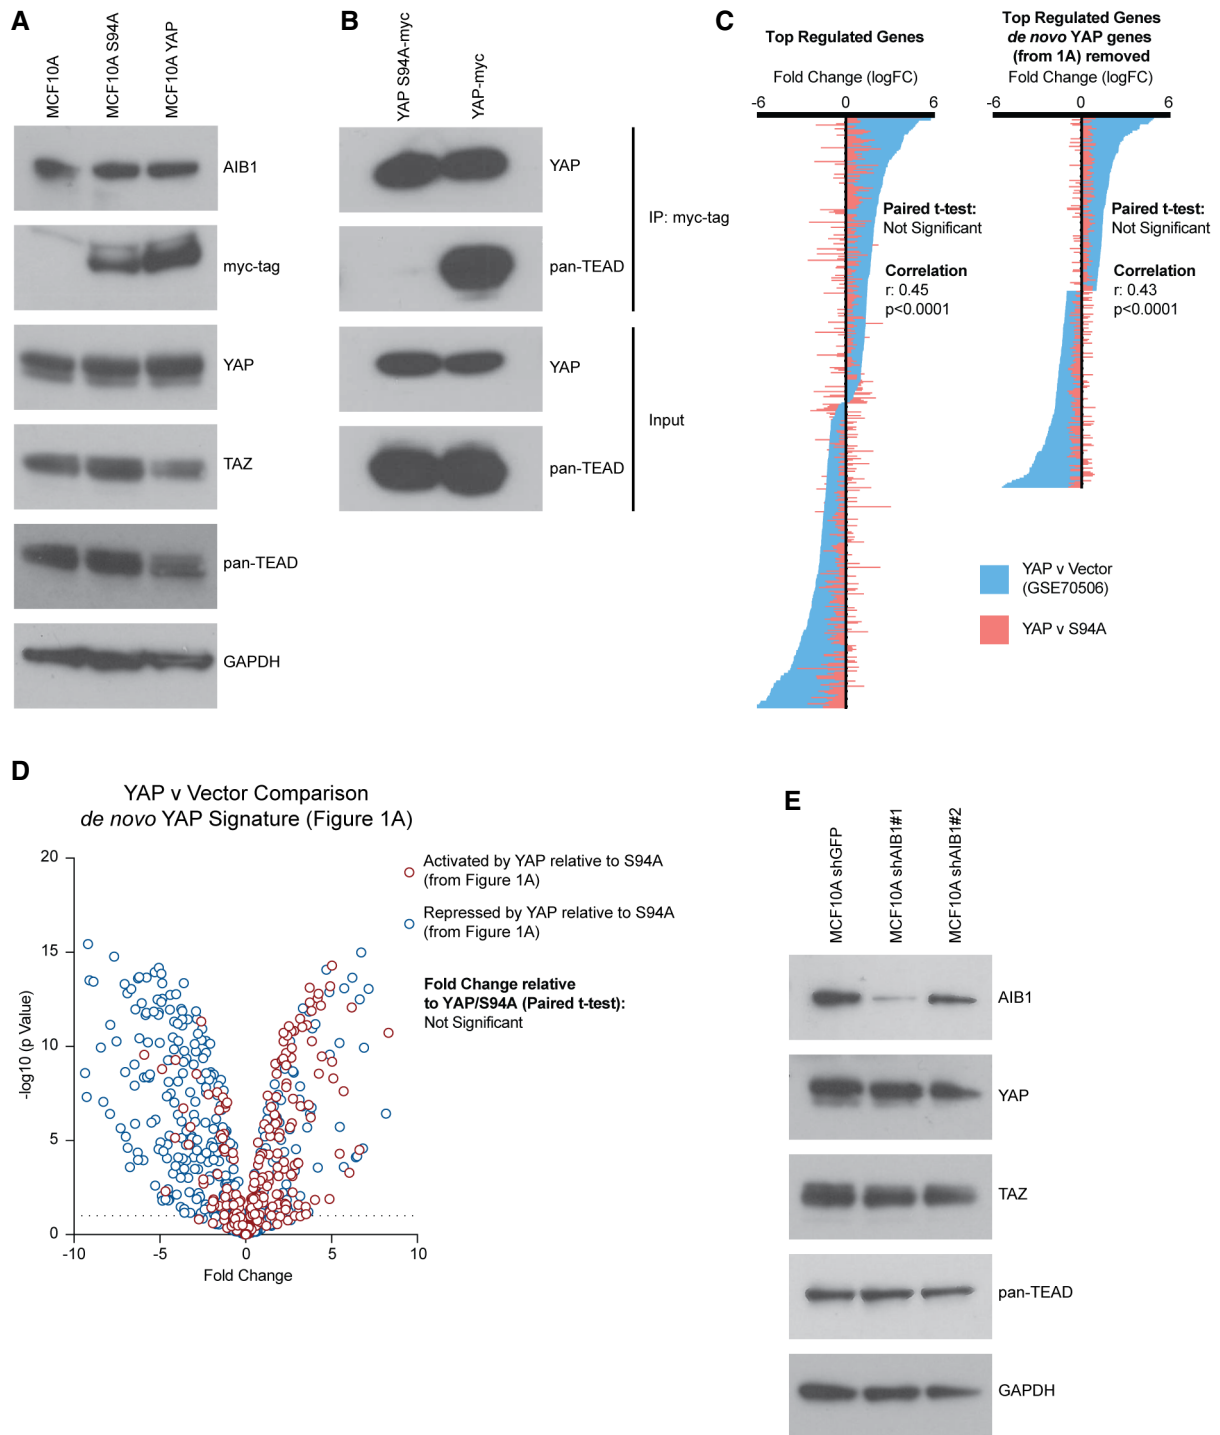 A
MCF10A
MCF10A S94A
MCF10A YAP
AIB1
myc-tag
YAP
TAZ
pan-TEAD
GAPDH
B
YAP S94A-myc
YAP-myc
YAP
pan-TEAD
IP: myc-tag
YAP
pan-TEAD
Input
C
Top Regulated Genes
Fold Change (logFC)
-6 0 6
Paired t-test:
Not Significant
Correlation
r: 0.45
p<0.0001
Top Regulated Genes
de novo YAP genes
(from 1A) removed
Fold Change (logFC)
-6 0 6
Paired t-test:
Not Significant
Correlation
r: 0.43
p<0.0001
YAP v Vector
(GSE70506)
YAP v S94A
D
YAP v Vector Comparison
de novo YAP Signature (Figure 1A)
20
15
10
5
0
-log10 (p Value)
-10 -5 0 5 10
Fold Change
Activated by YAP relative to S94A
(from Figure 1A)
Repressed by YAP relative to S94A
(from Figure 1A)
Fold Change relative
to YAP/S94A (Paired t-test):
Not Significant
E
MCF10A shGFP
MCF10A shAIB1#1
MCF10A shAIB1#2
AIB1
YAP
TAZ
pan-TEAD
GAPDH